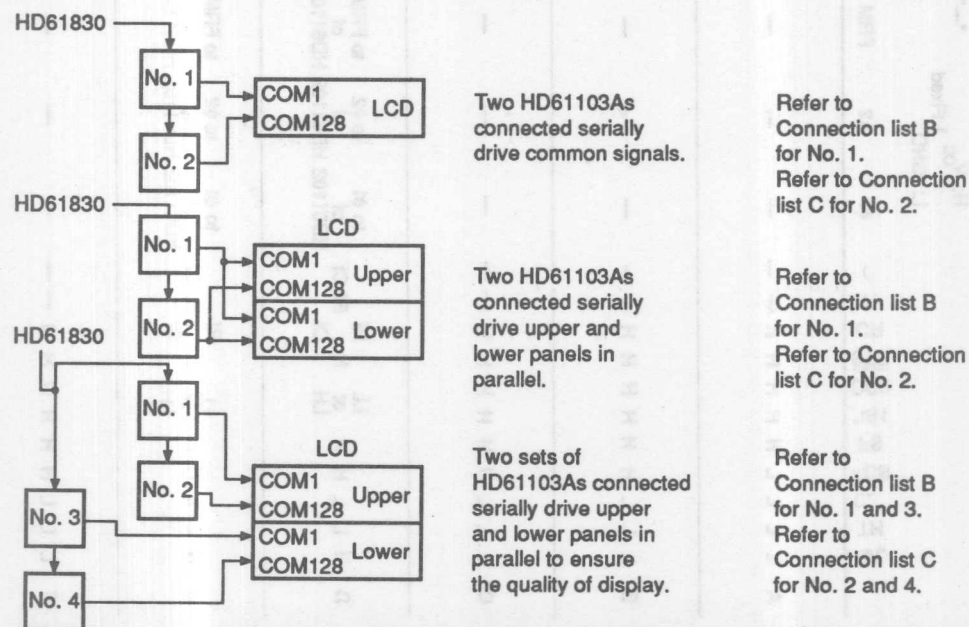 HD61830
No. 1
No. 2
COM1
COM128
LCD
Two HD61103As
connected serially
drive common signals.
Refer to
Connection list B
for No. 1.
Refer to Connection
list C for No. 2.
HD61830
No. 1
No. 2
LCD
COM1
COM128
Upper
COM1
COM128
Lower
Two HD61103As
connected serially
drive upper and
lower panels in
parallel.
Refer to
Connection list B
for No. 1.
Refer to Connection
list C for No. 2.
HD61830
No. 1
No. 2
No. 3
No. 4
LCD
COM1
COM128
Upper
COM1
COM128
Lower
Two sets of
HD61103As connected
serially drive upper
and lower panels in
parallel to ensure
the quality of display.
Refer to
Connection list B
for No. 1 and 3.
Refer to
Connection list C
for No. 2 and 4.